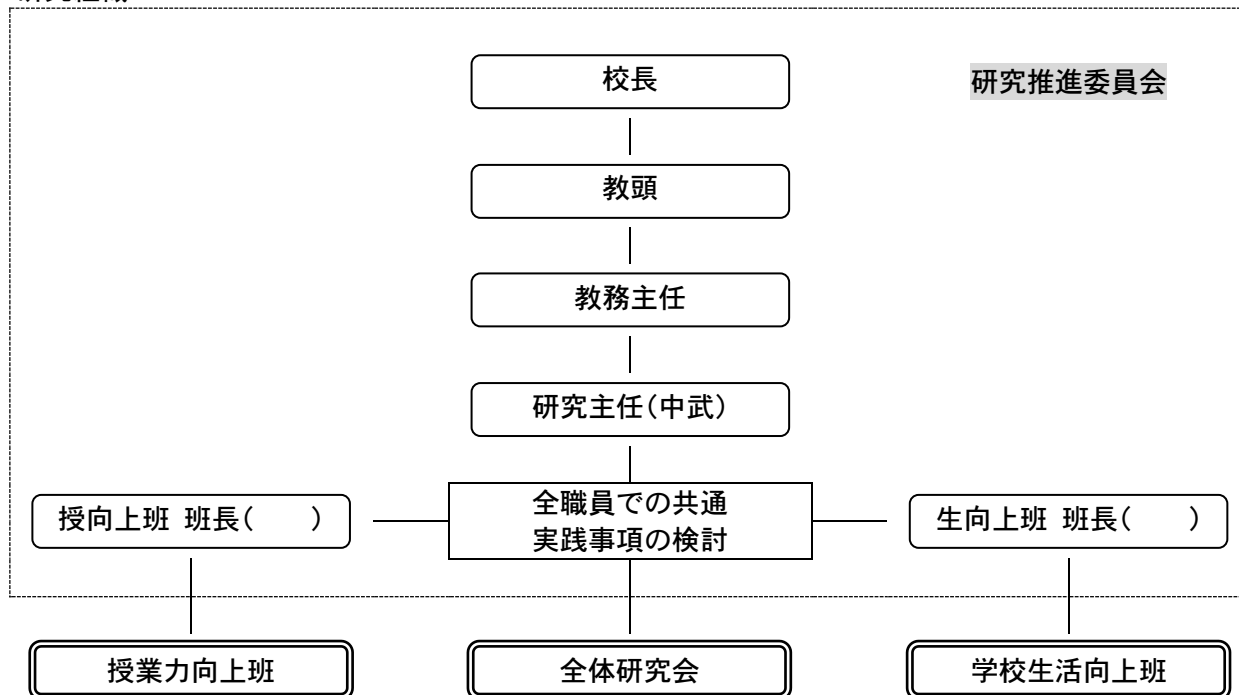 校長
研究推進委員会
教頭
教務主任
研究主任(中武)
授向上班 班長(　　)
全職員での共通
実践事項の検討
生向上班 班長(　　)
授業力向上班
全体研究会
学校生活向上班